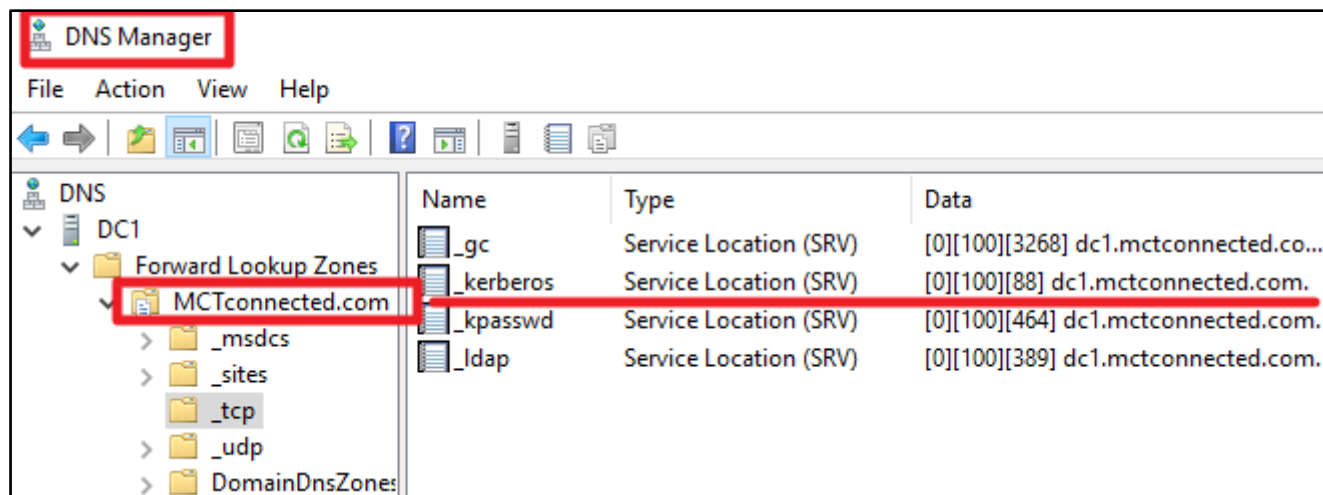 DNS Manager
File Action View Help
DNS
DC1
Forward Lookup Zones
MCTconnected.com
_msdcs
_sites
_tcp
_udp
DomainDnsZones
Name Type Data
_gc Service Location (SRV) [0][100][3268] dc1.mctconnected.co...
_kerberos Service Location (SRV) [0][100][88] dc1.mctconnected.com.
_kpasswd Service Location (SRV) [0][100][464] dc1.mctconnected.com.
_ldap Service Location (SRV) [0][100][389] dc1.mctconnected.com.